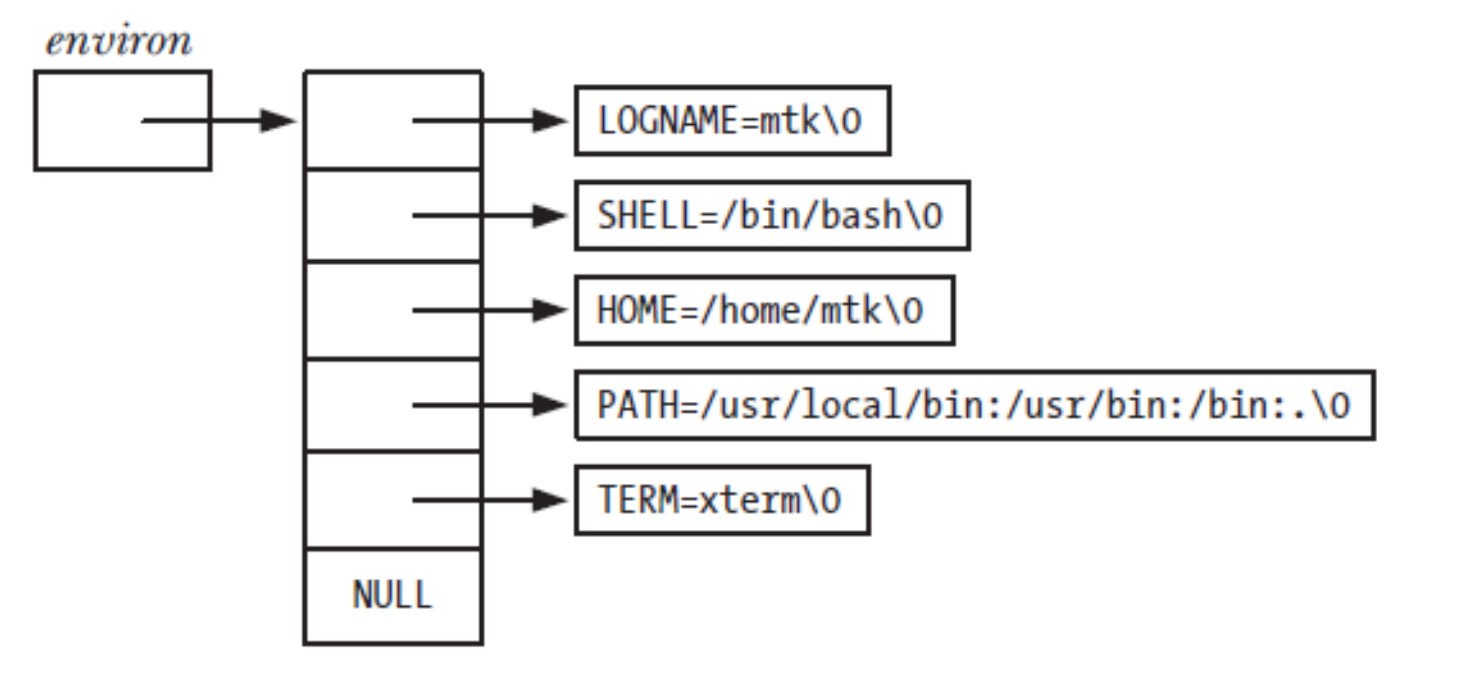 environ
LOGNAME=mtk\0
SHELL=/bin/bash\0
HOME=/home/mtk\0
PATH=/usr/local/bin:/usr/bin:/bin:.\0
TERM=xterm\0
NULL